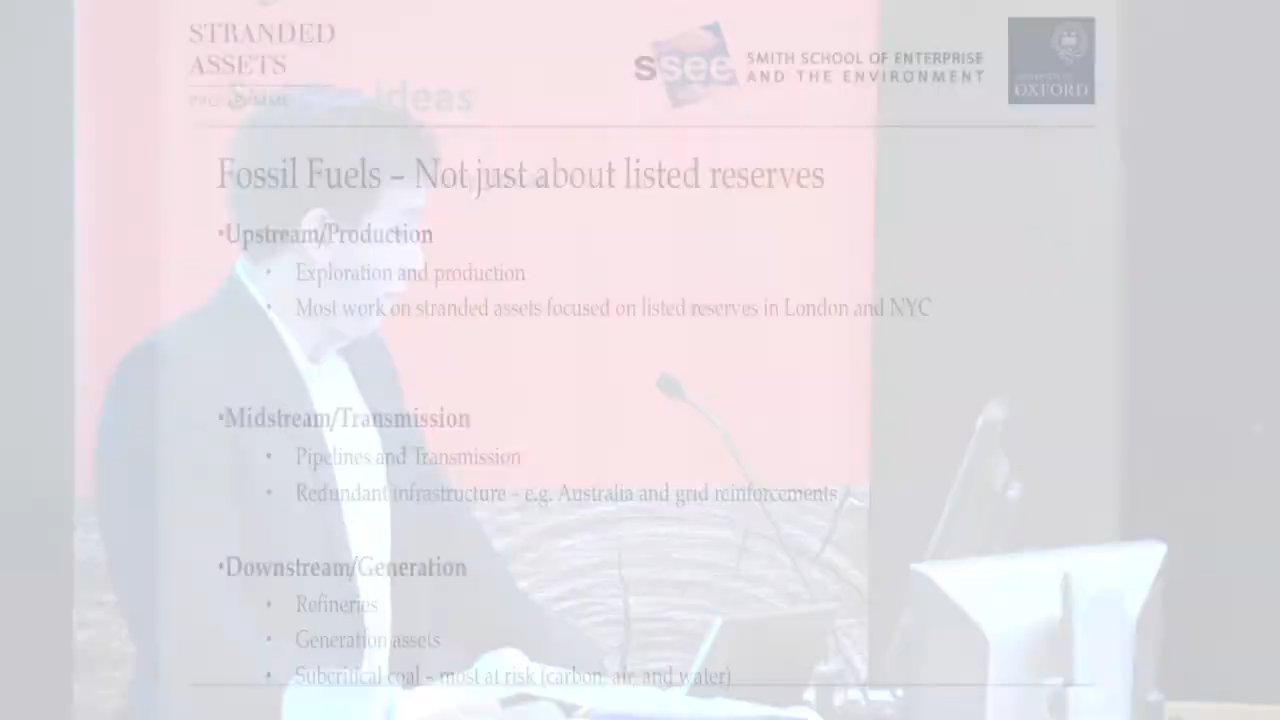 STRANDED
ASSETS
PROGRAMME
ideas
ssee
SMITH SCHOOL OF ENTERPRISE
AND THE ENVIRONMENT
UNIVERSITY OF
OXFORD
Fossil Fuels – Not just about listed reserves
•Upstream/Production
• Exploration and production
• Most work on stranded assets focused on listed reserves in London and NYC
•Midstream/Transmission
• Pipelines and Transmission
• Redundant infrastructure – e.g. Australia and grid reinforcements
•Downstream/Generation
• Refineries
• Generation assets
• Subcritical coal – most at risk (carbon, air, and water)